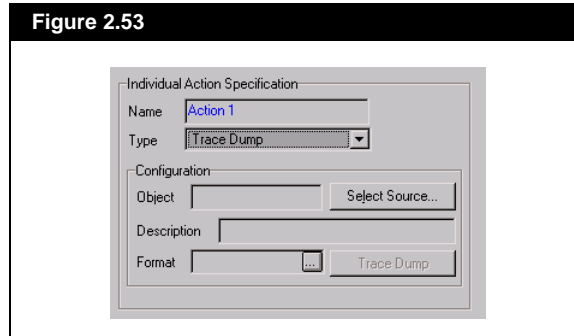 Figure 2.53
Individual Action Specification
Name Action 1
Type Trace Dump
Configuration
Object Select Source...
Description
Format ... Trace Dump